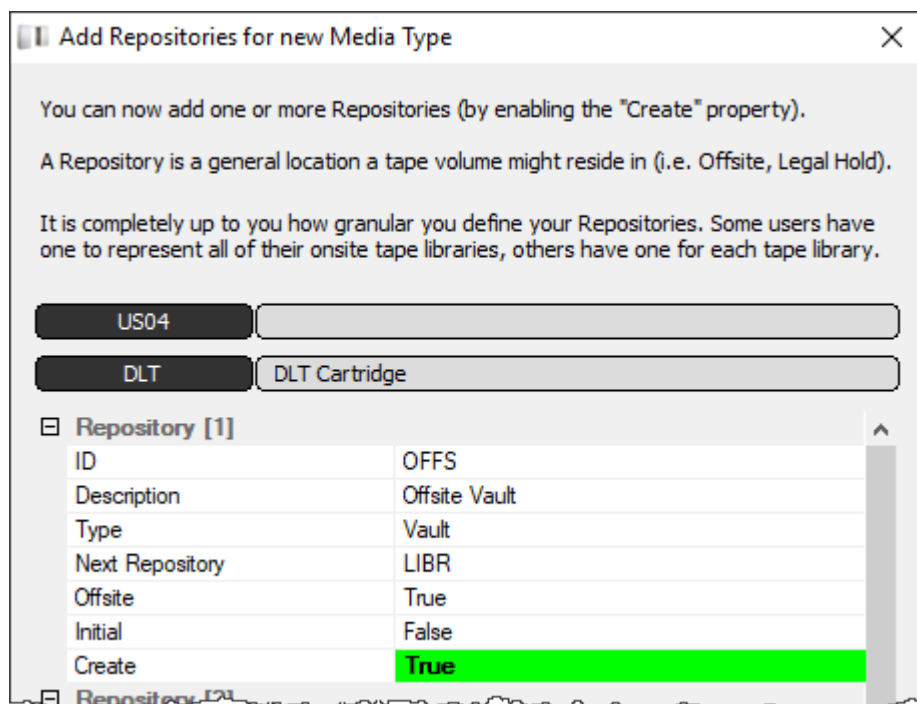 Add Repositories for new Media Type
You can now add one or more Repositories (by enabling the "Create" property).
A Repository is a general location a tape volume might reside in (i.e. Offsite, Legal Hold).
It is completely up to you how granular you define your Repositories. Some users have
one to represent all of their onsite tape libraries, others have one for each tape library.
US04
DLT DLT Cartridge
Repository [1]
ID OFFS
Description Offsite Vault
Type Vault
Next Repository LIBR
Offsite True
Initial False
Create True
Repository [2]